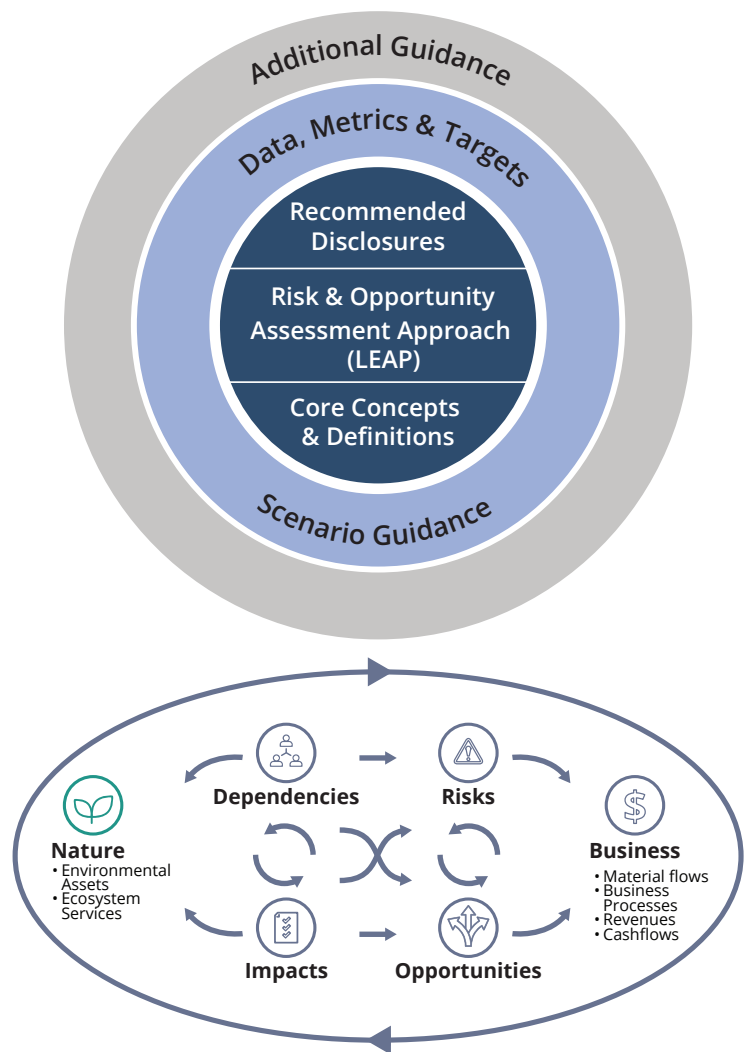 Additional Guidance
Data, Metrics & Targets
Recommended
Disclosures
Risk & Opportunity
Assessment Approach
(LEAP)
Core Concepts
& Definitions
Scenario Guidance
Dependencies
Risks
Nature
• Environmental
Assets
• Ecosystem
Services
Business
• Material flows
• Business
Processes
• Revenues
• Cashflows
Impacts
Opportunities